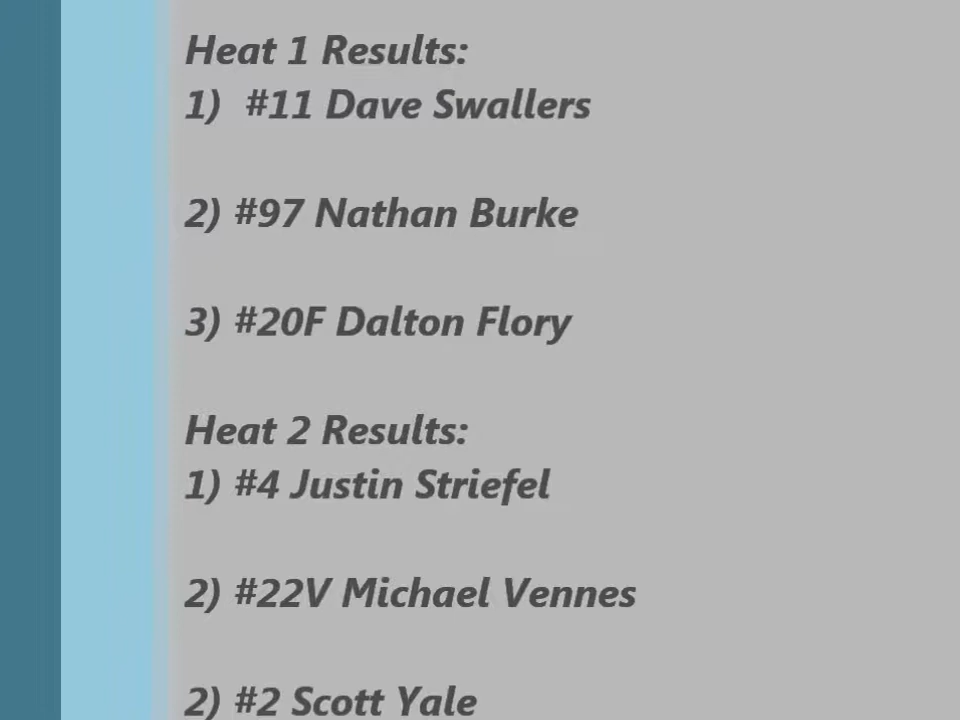 Heat 1 Results:
1) #11 Dave Swallers
2) #97 Nathan Burke
3) #20F Dalton Flory
Heat 2 Results:
1) #4 Justin Striefel
2) #22V Michael Vennes
2) #2 Scott Yale